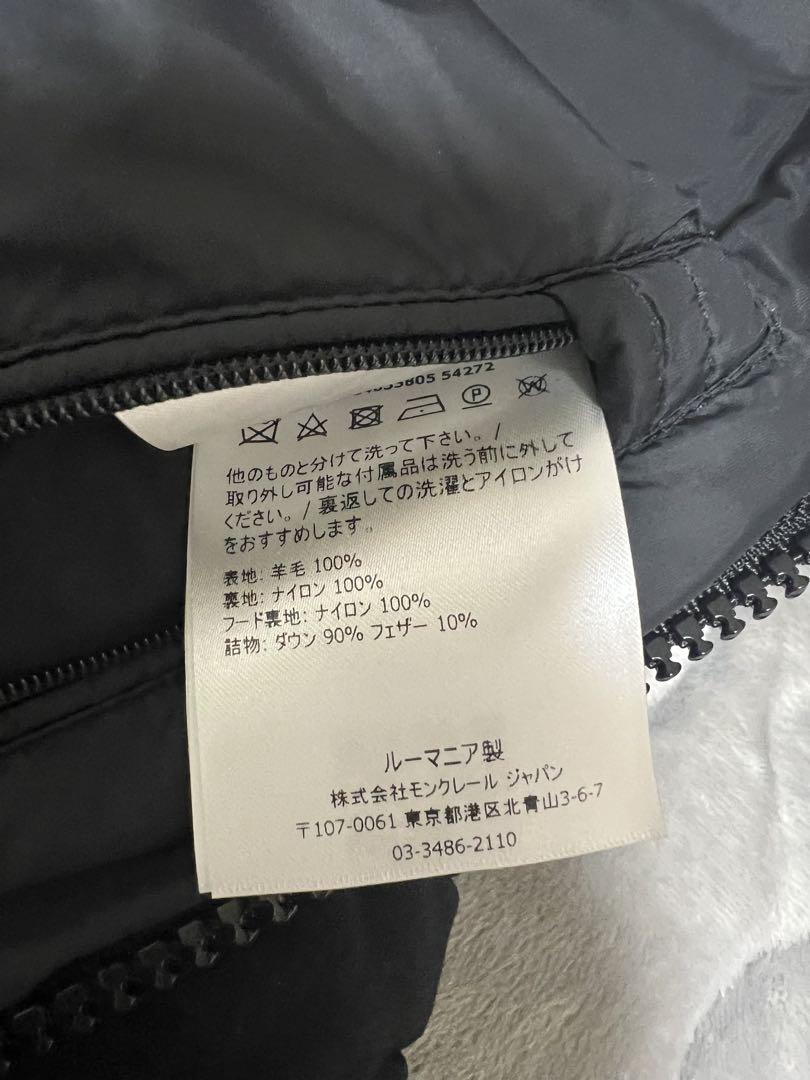 54272
P
W
他のものと分けて洗って下さい。/
取り外し可能な付属品は洗う前に外して
ください。/ 裏返しての洗濯とアイロンがけ
をおすすめします。
表地: 羊毛 100%
裏地: ナイロン 100%
フード裏地: ナイロン 100%
詰物: ダウン 90% フェザー 10%
ルーマニア製
株式会社モンクレール ジャパン
〒107-0061 東京都港区北青山3-6-7
03-3486-2110